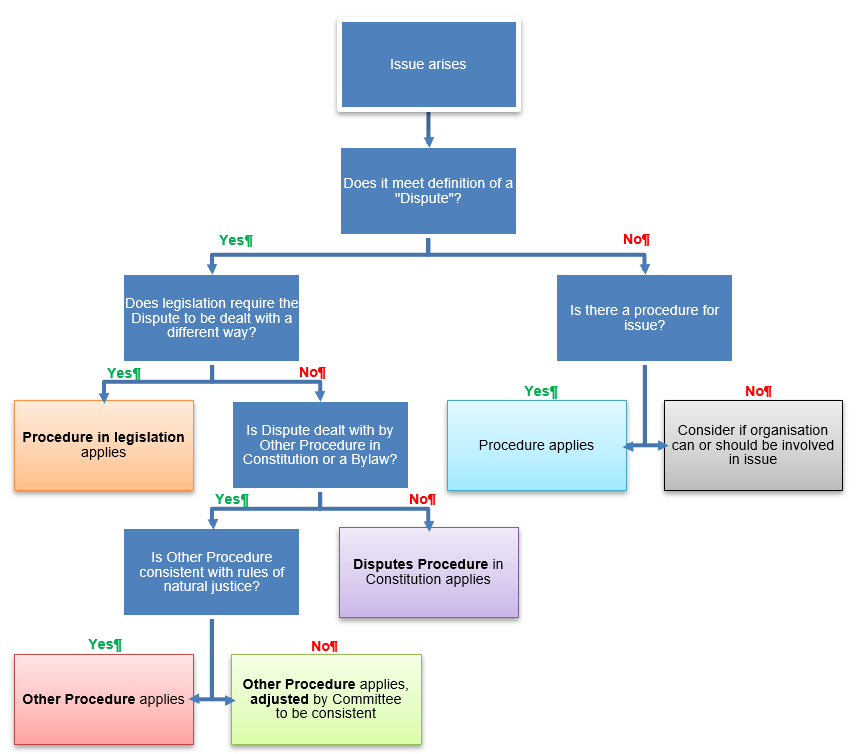 Issue arises
Does it meet definition of a
"Dispute"?
Yes¶
No¶
Does legislation require the
Dispute to be dealt with a
different way?
Is there a procedure for
issue?
Yes¶
No¶
Yes¶
No¶
Procedure in legislation
applies
Is Dispute dealt with by
Other Procedure in
Constitution or a Bylaw?
Procedure applies
Consider if organisation
can or should be involved
in issue
Yes¶
No¶
Is Other Procedure
consistent with rules of
natural justice?
Disputes Procedure in
Constitution applies
Yes¶
No¶
Other Procedure applies
Other Procedure applies,
adjusted by Committee
to be consistent